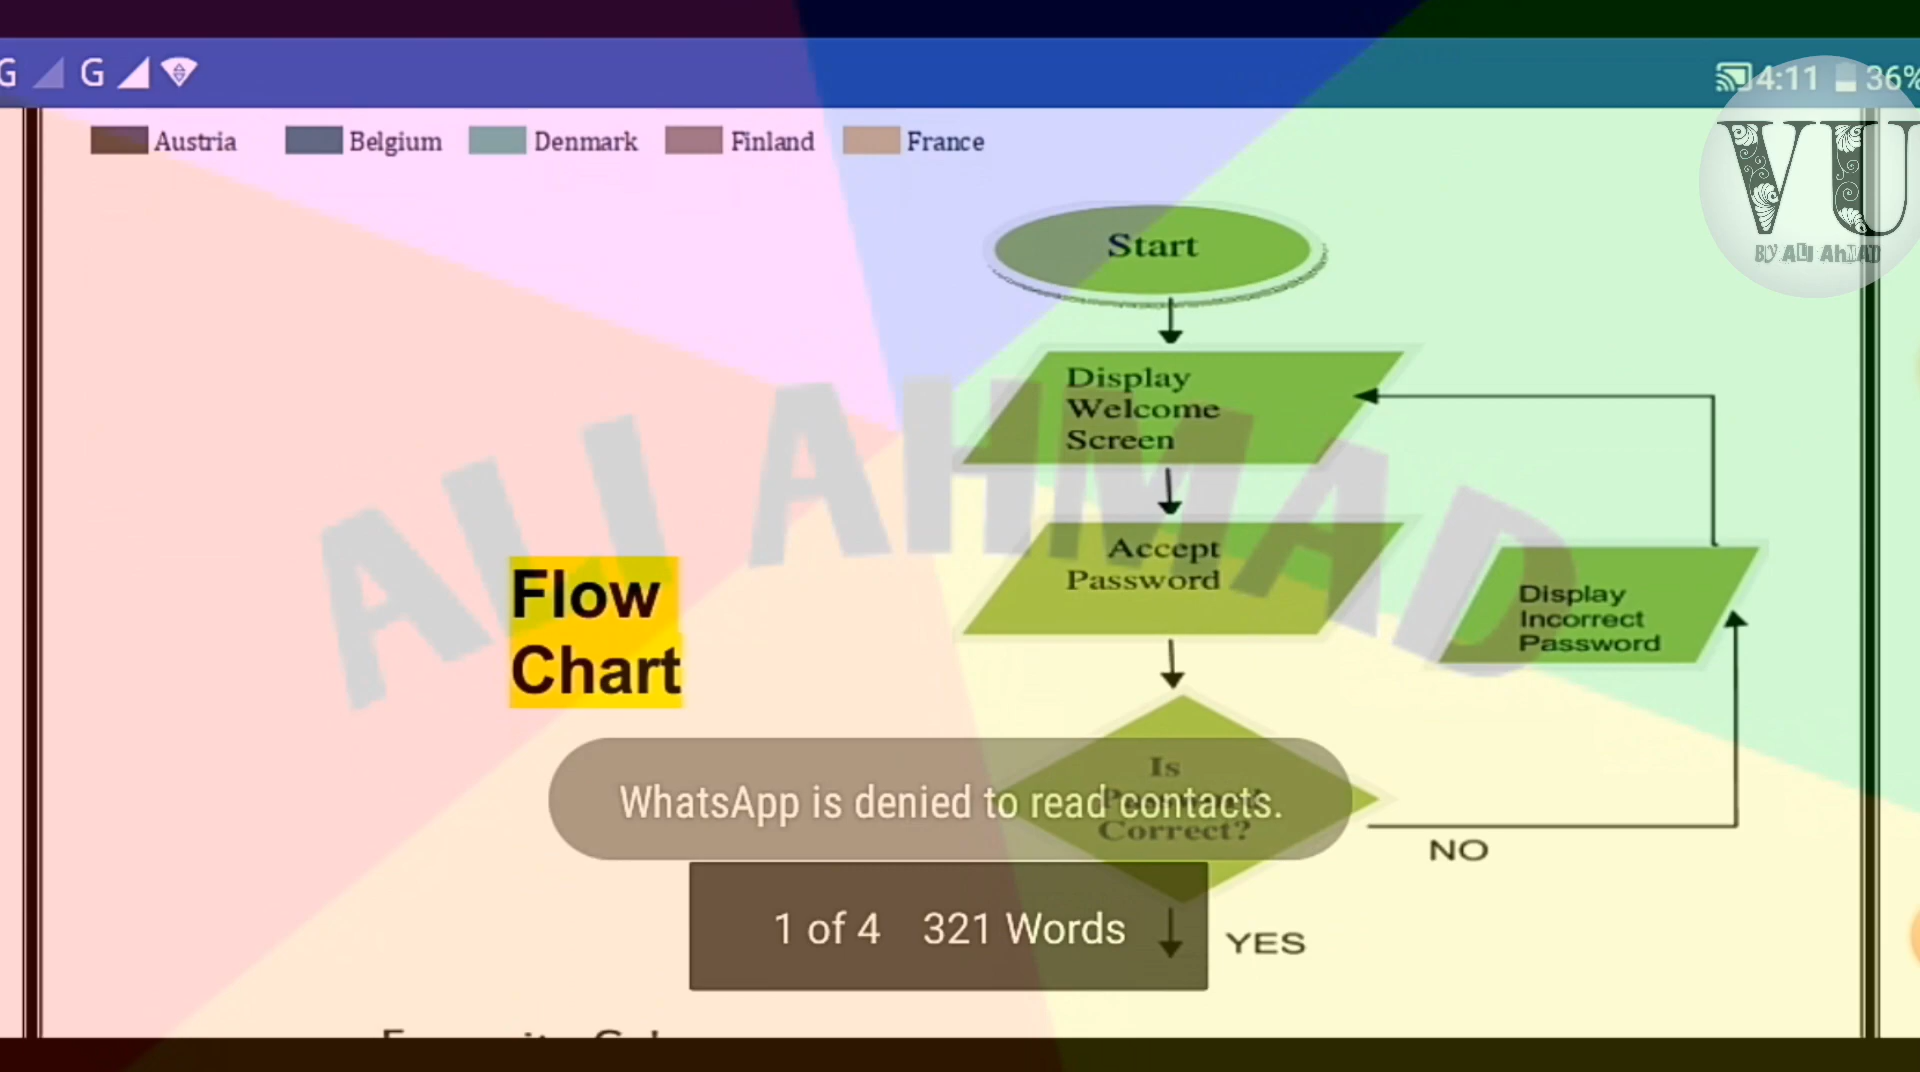 G G 4:11 36%
Austria Belgium Denmark Finland France
VU
BY ALI AhMAD
Start
Display
Welcome
Screen
ALI AHMAD
Accept
Password
Display
Incorrect
Password
Flow
Chart
Is
Password
Correct?
WhatsApp is denied to read contacts.
NO
1 of 4 321 Words
YES